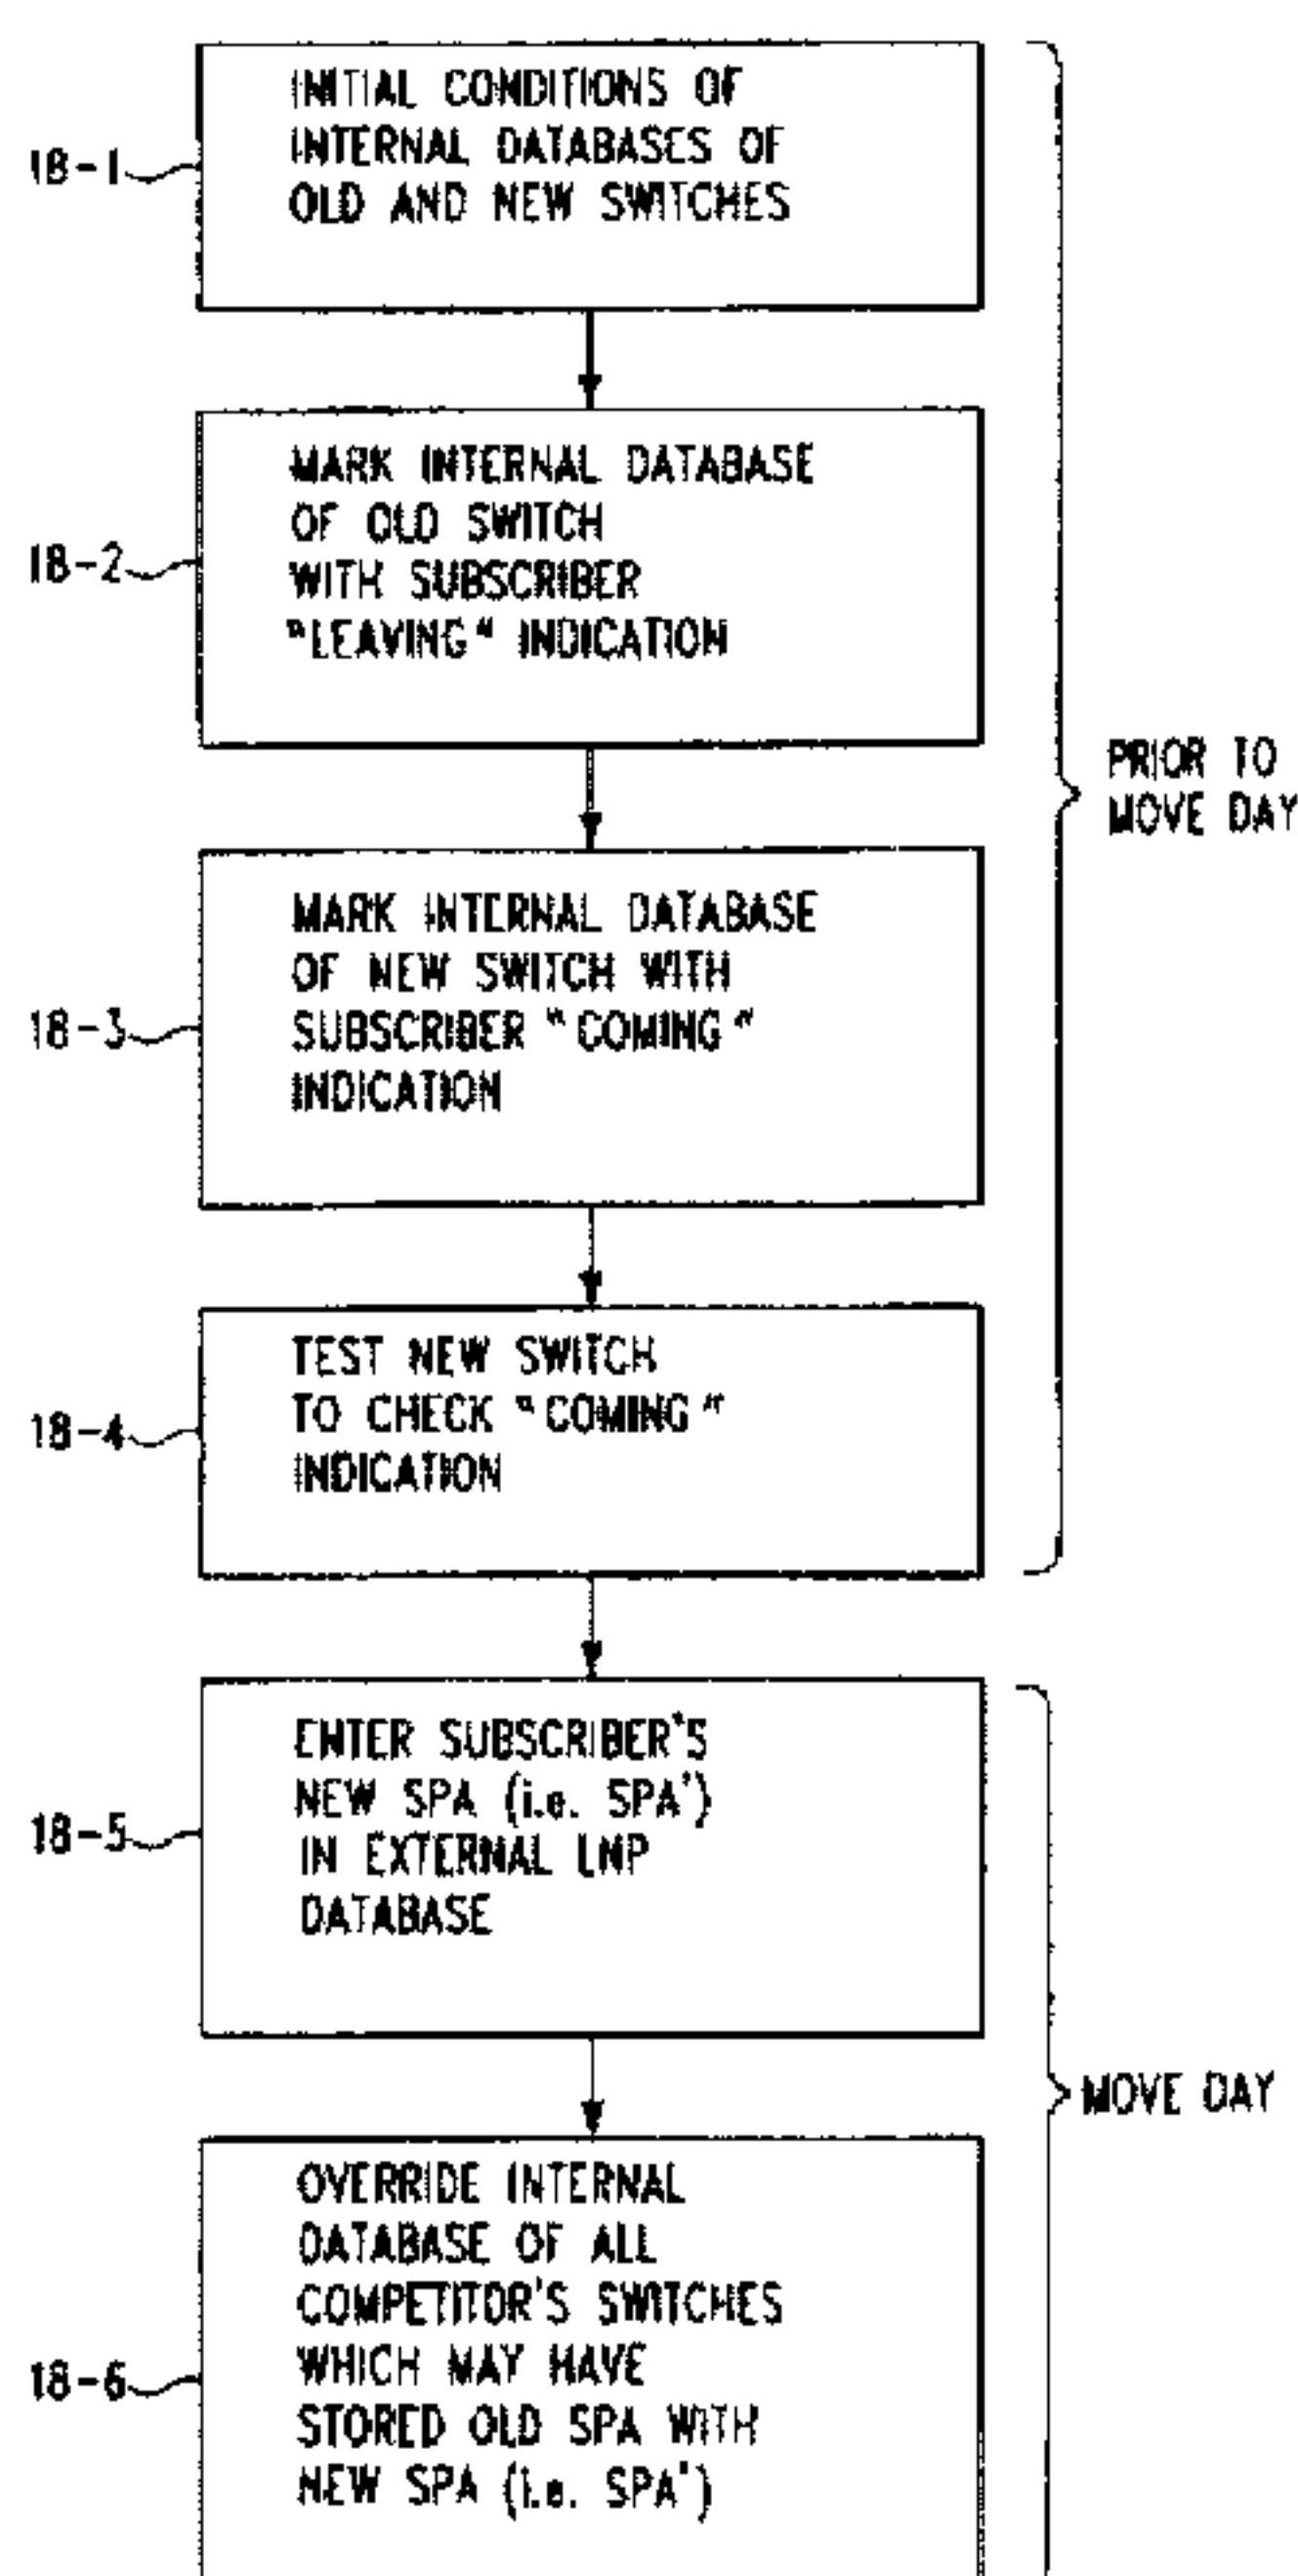 18-1
INITIAL CONDITIONS OF
INTERNAL DATABASES OF
OLD AND NEW SWITCHES
18-2
MARK INTERNAL DATABASE
OF OLD SWITCH
WITH SUBSCRIBER
"LEAVING" INDICATION
PRIOR TO
MOVE DAY
18-3
MARK INTERNAL DATABASE
OF NEW SWITCH WITH
SUBSCRIBER "COMING"
INDICATION
18-4
TEST NEW SWITCH
TO CHECK "COMING"
INDICATION
18-5
ENTER SUBSCRIBER'S
NEW SPA (i.e. SPA')
IN EXTERNAL LNP
DATABASE
MOVE DAY
18-6
OVERRIDE INTERNAL
DATABASE OF ALL
COMPETITOR'S SWITCHES
WHICH MAY HAVE
STORED OLD SPA WITH
NEW SPA (i.e. SPA')